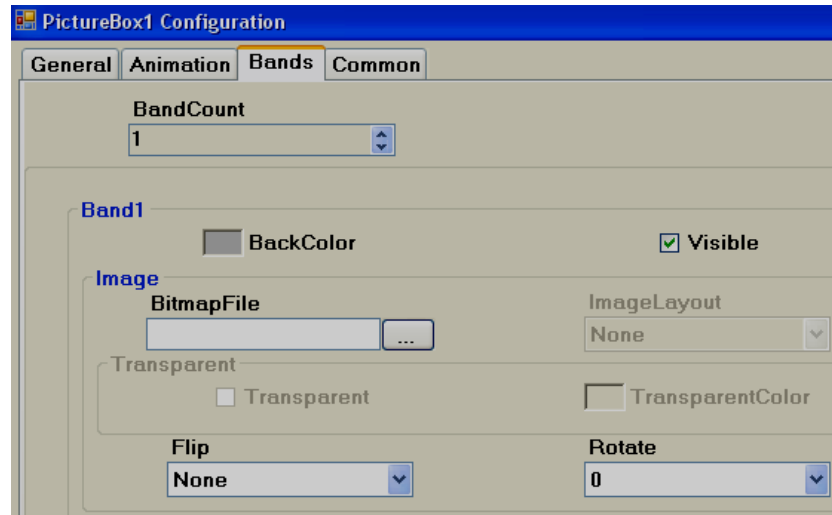 PictureBox1 Configuration
General Animation Bands Common
BandCount
1
Band1
BackColor Visible
Image
BitmapFile ImageLayout
... None
Transparent
Transparent TransparentColor
Flip Rotate
None 0